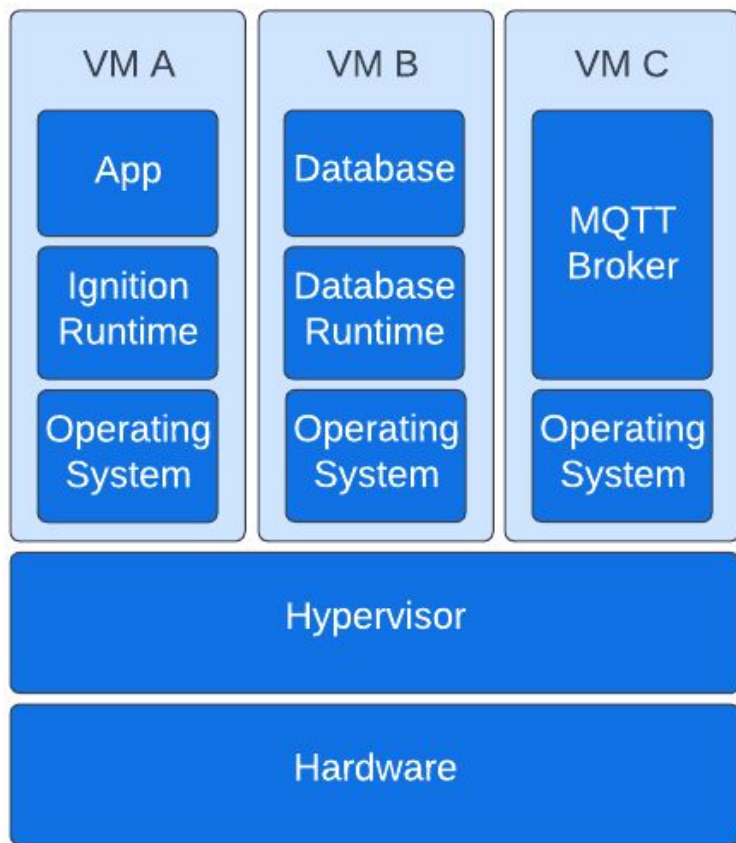 VM A
App
Ignition
Runtime
Operating
System
VM B
Database
Database
Runtime
Operating
System
VM C
MQTT
Broker
Operating
System
Hypervisor
Hardware